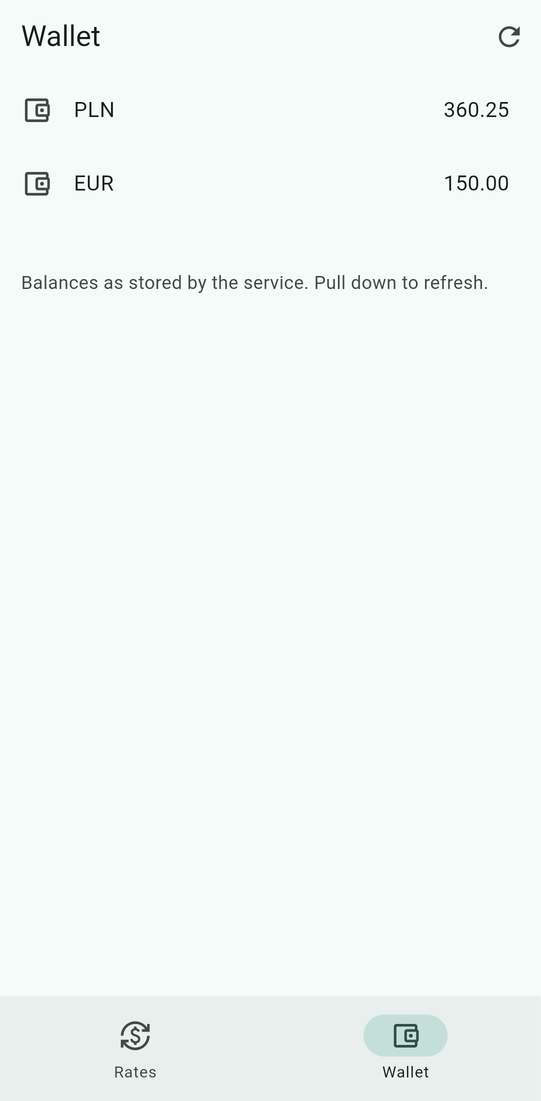 Wallet
PLN 360.25
EUR 150.00
Balances as stored by the service. Pull down to refresh.
Rates Wallet